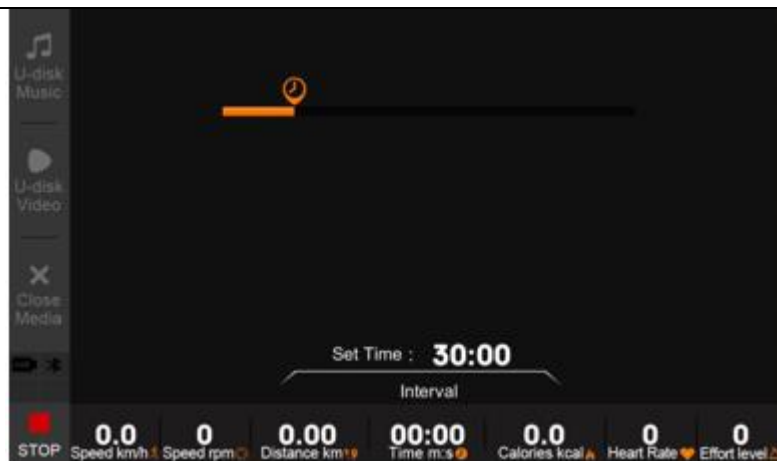 U-disk
Music
U-disk
Video
Close
Media
Set Time : 30:00
Interval
STOP
0.0 0 0.00 00:00 0.0 0 0
Speed km/h Speed rpm Distance km Time m:s Calories kcal Heart Rate Effort level